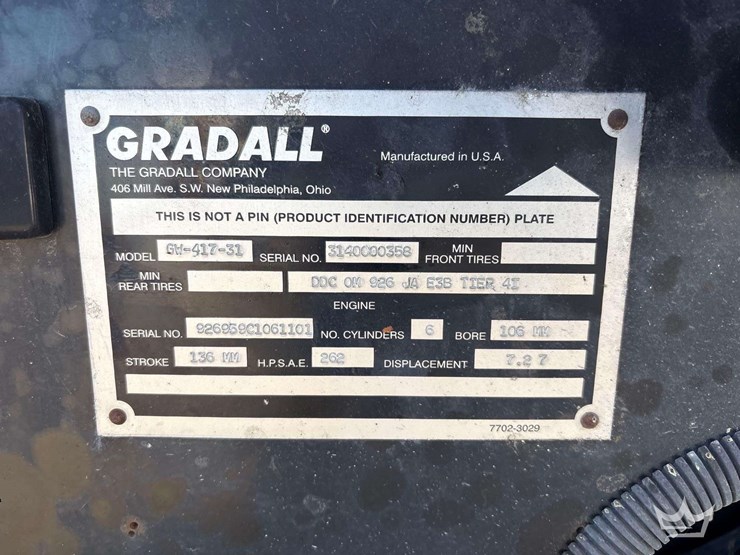 GRADALL®
Manufactured in U.S.A.
THE GRADALL COMPANY
406 Mill Ave. S.W. New Philadelphia, Ohio
THIS IS NOT A PIN (PRODUCT IDENTIFICATION NUMBER) PLATE
MODEL GW-417-31 SERIAL NO. 3140000358 MIN FRONT TIRES
MIN REAR TIRES DDC OM 926 JA E3B TIER 4I
ENGINE
SERIAL NO. 926939C1061101 NO. CYLINDERS 6 BORE 106 MM
STROKE 136 MM H.P.S.A.E. 262 DISPLACEMENT 7.2 7
7702-3029